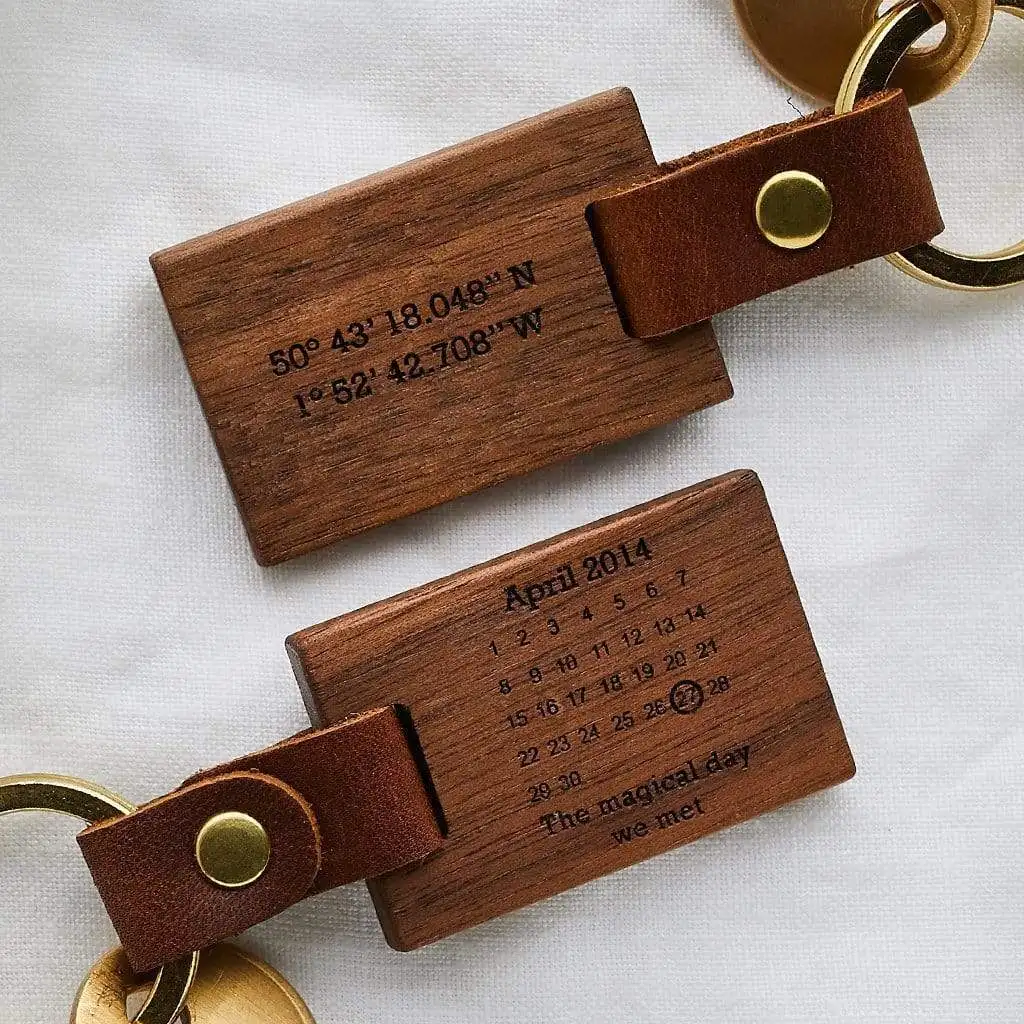 50° 43' 18.048" N
1° 52' 42.708" W
April 2014
1 2 3 4 5 6 7
8 9 10 11 12 13 14
15 16 17 18 19 20 21
22 23 24 25 26 27 28
29 30
The magical day
we met